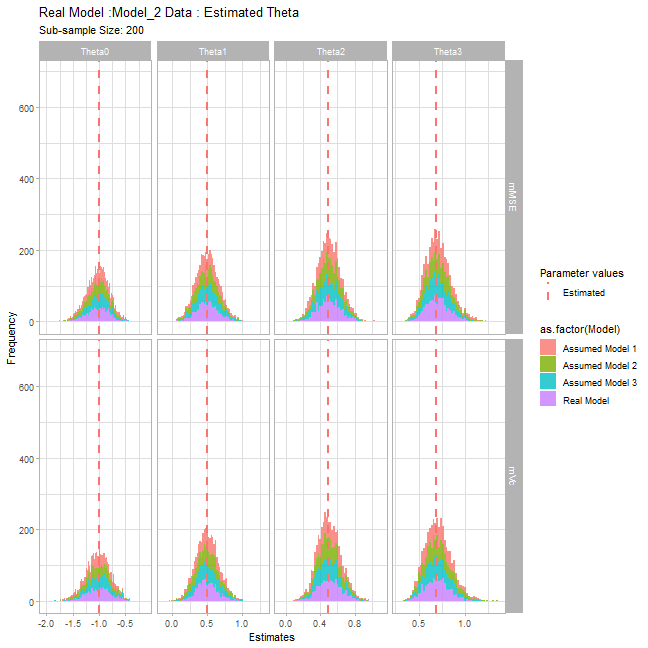 Real Model :Model_2 Data : Estimated Theta
Sub-sample Size: 200
Theta0 Theta1 Theta2 Theta3
600
400
200
0
mMSE
600
400
200
0
mVc
-2.0 -1.5 -1.0 -0.5 0.0 0.5 1.0 0.0 0.4 0.8 0.5 1.0
Estimates
Frequency
Parameter values
Estimated
as.factor(Model)
Assumed Model 1
Assumed Model 2
Assumed Model 3
Real Model